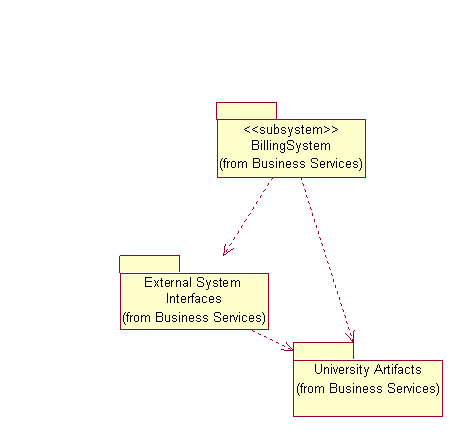 <<subsystem>>
BillingSystem
(from Business Services)
External System
Interfaces
(from Business Services)
University Artifacts
(from Business Services)